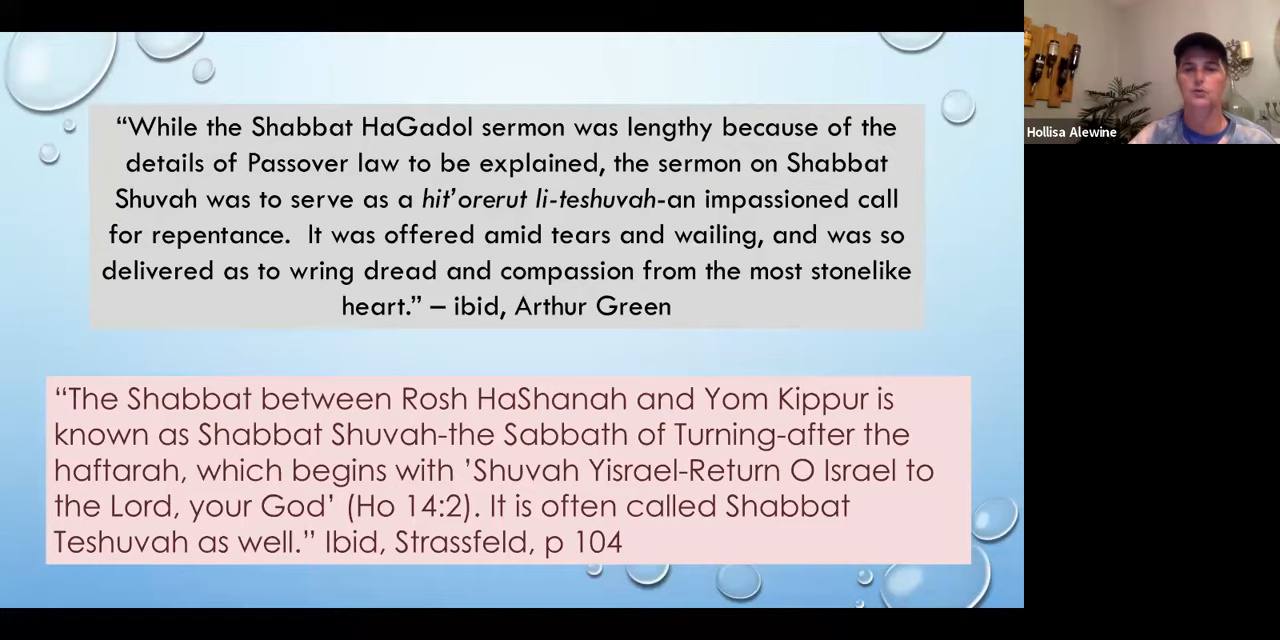 “While the Shabbat HaGadol sermon was lengthy because of the
details of Passover law to be explained, the sermon on Shabbat
Shuvah was to serve as a hit’orerut li-teshuvah-an impassioned call
for repentance.  It was offered amid tears and wailing, and was so
delivered as to wring dread and compassion from the most stonelike
heart.” – ibid, Arthur Green
“The Shabbat between Rosh HaShanah and Yom Kippur is
known as Shabbat Shuvah-the Sabbath of Turning-after the
haftarah, which begins with ’Shuvah Yisrael-Return O Israel to
the Lord, your God’ (Ho 14:2). It is often called Shabbat
Teshuvah as well.” Ibid, Strassfeld, p 104
Hollisa Alewine